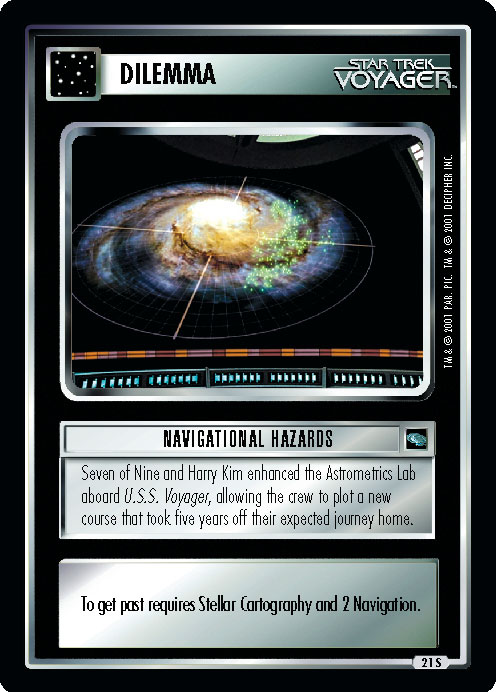 DILEMMA
STAR TREK
VOYAGER™
TM & © 2001 PAR. PIC. TM & © 2001 DECIPHER INC.
NAVIGATIONAL HAZARDS
Seven of Nine and Harry Kim enhanced the Astrometrics Lab
aboard U.S.S. Voyager, allowing the crew to plot a new
course that took five years off their expected journey home.
To get past requires Stellar Cartography and 2 Navigation.
21 S